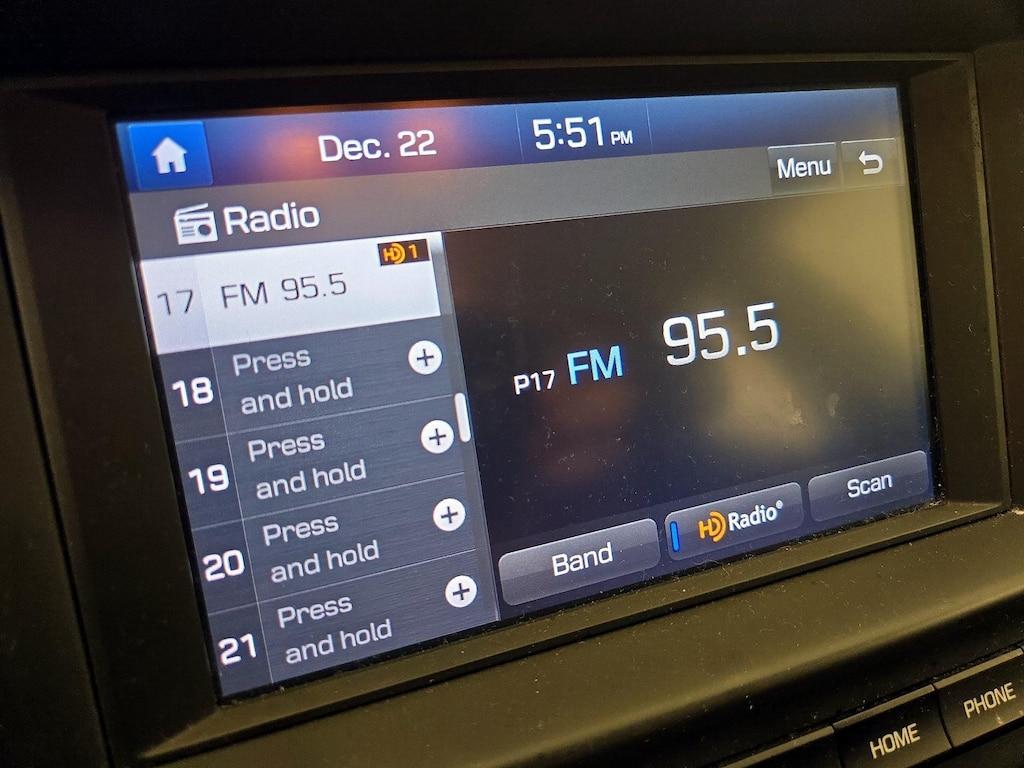 Dec. 22
5:51 PM
Menu
Radio
HD 1
17 FM 95.5
18 Press
and hold
19 Press
and hold
20 Press
and hold
21 Press
and hold
P17 FM 95.5
Band
HD Radio®
Scan
HOME
PHONE